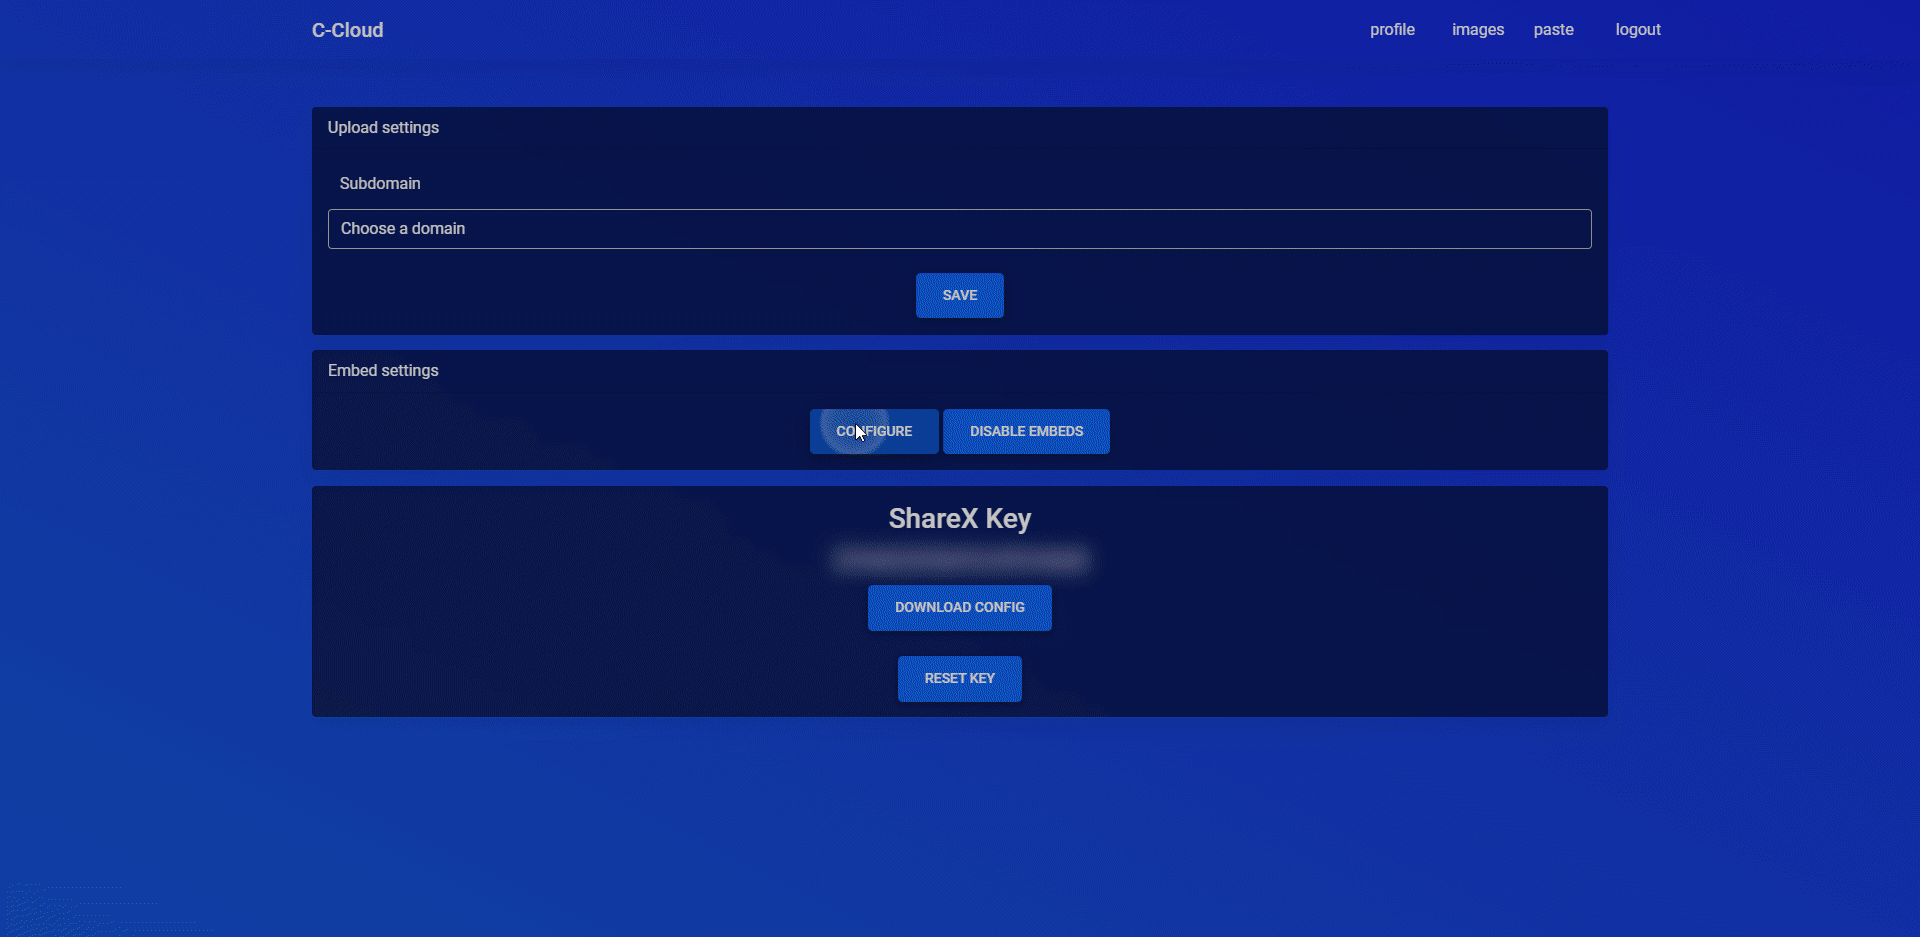 C-Cloud
profile images paste logout
Upload settings
Subdomain
Choose a domain
SAVE
Embed settings
CONFIGURE DISABLE EMBEDS
ShareX Key
DOWNLOAD CONFIG
RESET KEY